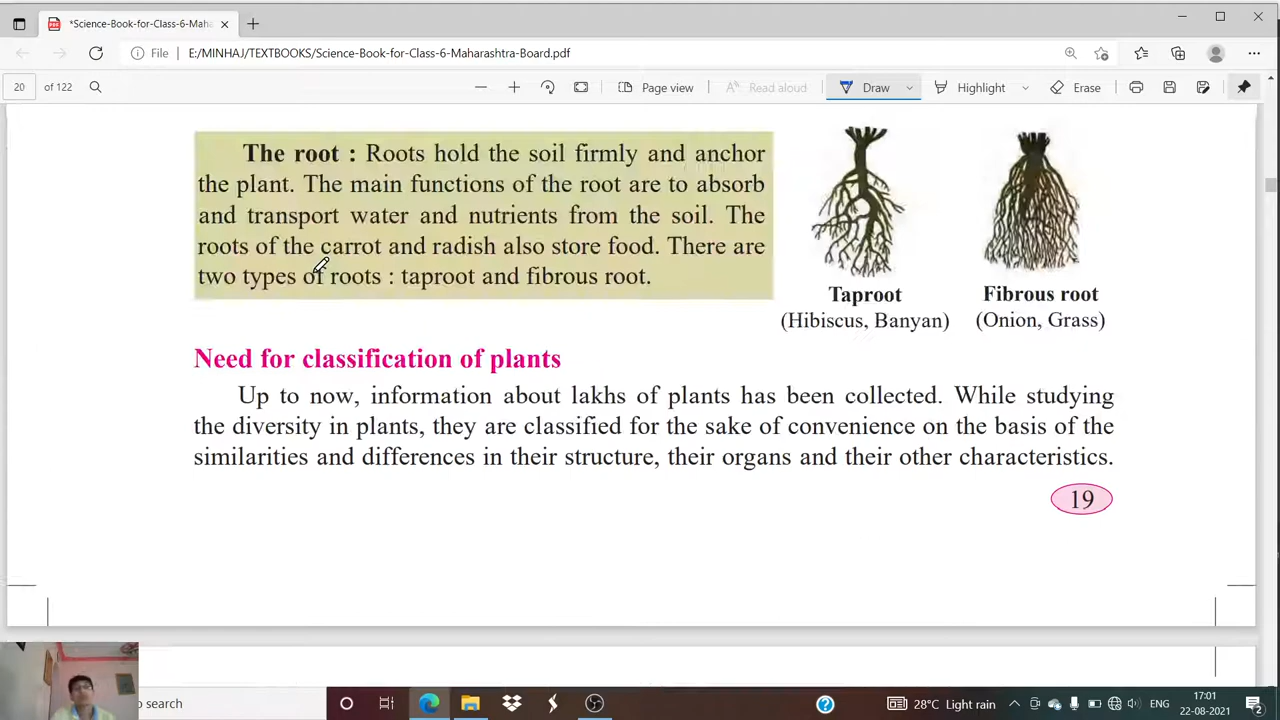 *Science-Book-for-Class-6-Maha
File
E:/MINHAJ/TEXTBOOKS/Science-Book-for-Class-6-Maharashtra-Board.pdf
20 of 122
Page view
Read aloud
Draw
Highlight
Erase
The root : Roots hold the soil firmly and anchor
the plant. The main functions of the root are to absorb
and transport water and nutrients from the soil. The
roots of the carrot and radish also store food. There are
two types of roots : taproot and fibrous root.
Taproot
(Hibiscus, Banyan)
Fibrous root
(Onion, Grass)
Need for classification of plants
Up to now, information about lakhs of plants has been collected. While studying
the diversity in plants, they are classified for the sake of convenience on the basis of the
similarities and differences in their structure, their organs and their other characteristics.
19
search
28°C Light rain
ENG
17:01
22-08-2021